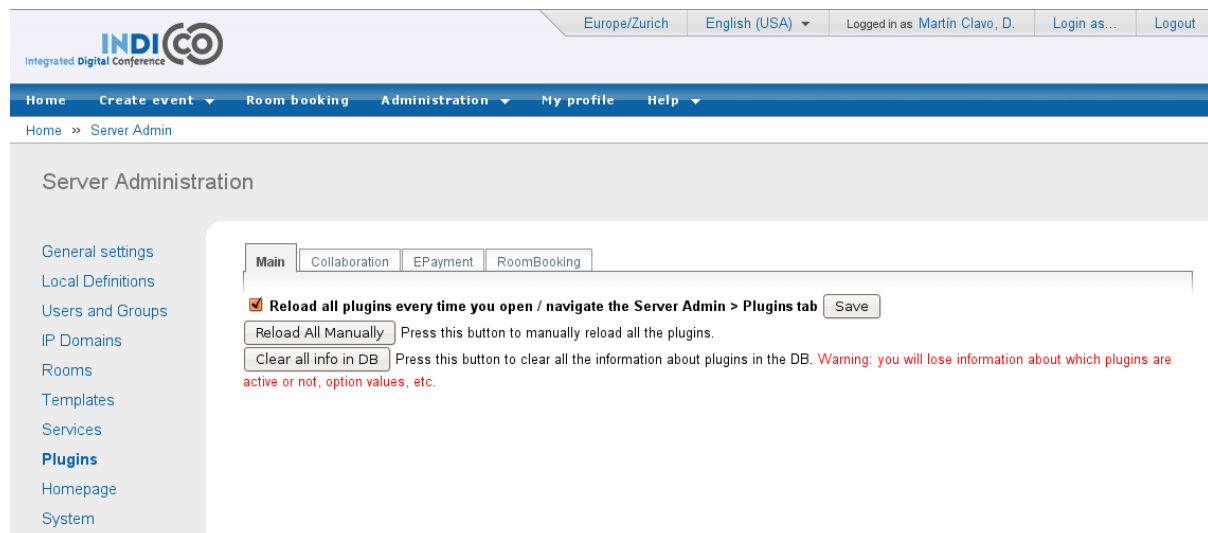 Europe/Zurich English (USA) Logged in as Martín Clavo, D. Login as... Logout
INDICO
Integrated Digital Conference
Home Create event Room booking Administration My profile Help
Home » Server Admin
Server Administration
General settings
Local Definitions
Users and Groups
IP Domains
Rooms
Templates
Services
Plugins
Homepage
System
Main Collaboration EPayment RoomBooking
Reload all plugins every time you open / navigate the Server Admin > Plugins tab Save
Reload All Manually Press this button to manually reload all the plugins.
Clear all info in DB Press this button to clear all the information about plugins in the DB. Warning: you will lose information about which plugins are
active or not, option values, etc.